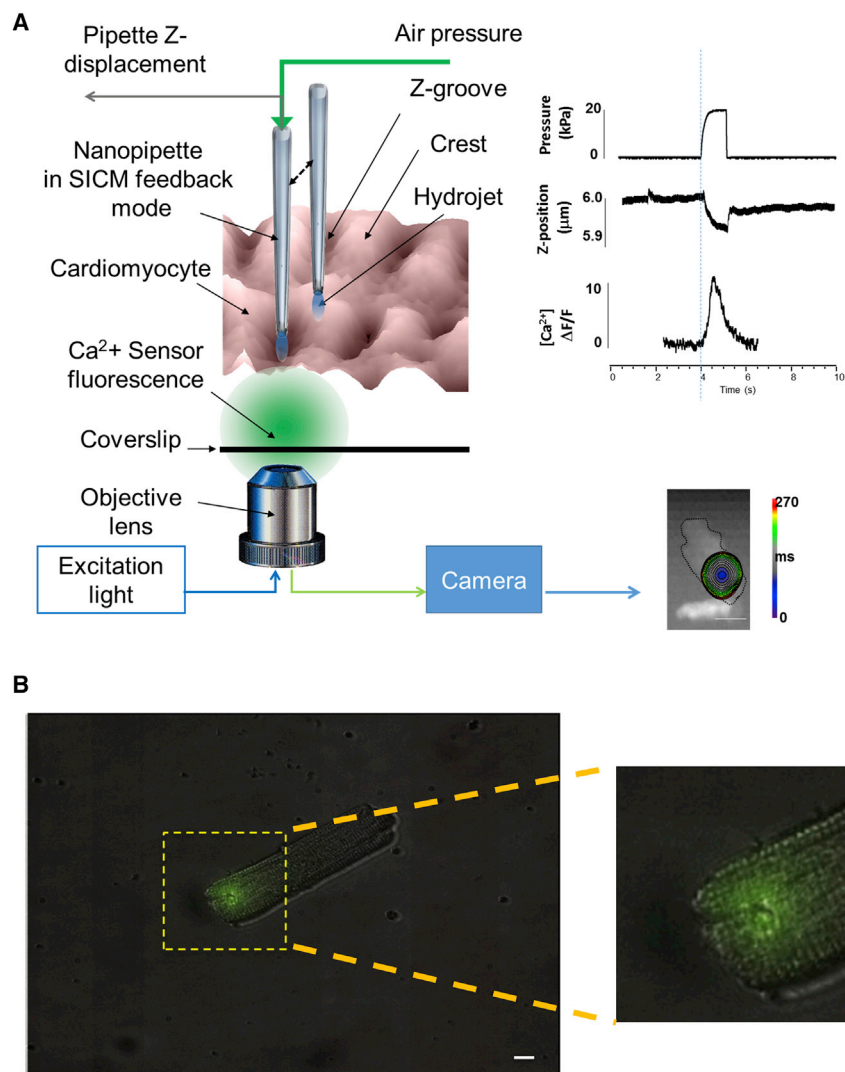 A
Pipette Z-
displacement
Air pressure
Z-groove
Nanopipette
in SICM feedback
mode
Crest
Hydrojet
Cardiomyocyte
Ca²⁺ Sensor
fluorescence
Coverslip
Objective
lens
Excitation
light
Camera
Pressure
(kPa)
20
0
Z-position
(μm)
6.0
5.9
[Ca²⁺]
ΔF/F
10
0
0 2 4 6 8 10
Time (s)
270
ms
0
B